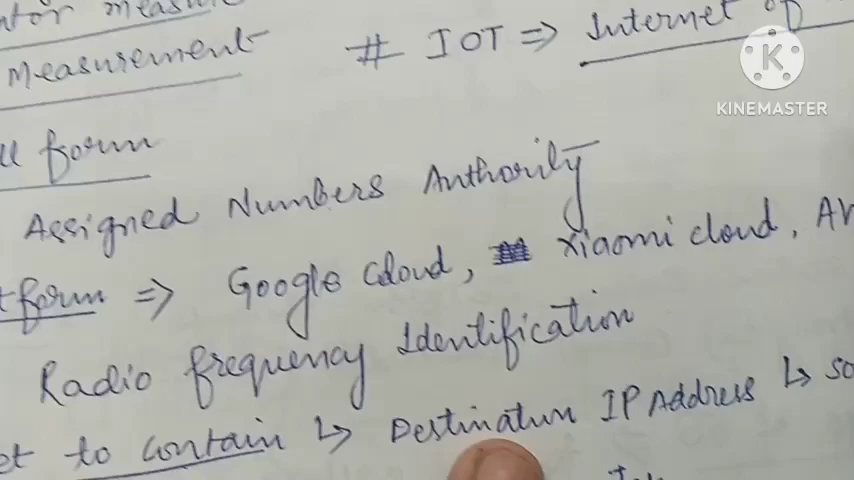 measure
Measurement # IOT => Internet of
KINEMASTER
form
Assigned Numbers Authority
=> Google cloud, xiaomi cloud,
Radio frequency Identification
to contain ↳ Destination IP Address ↳